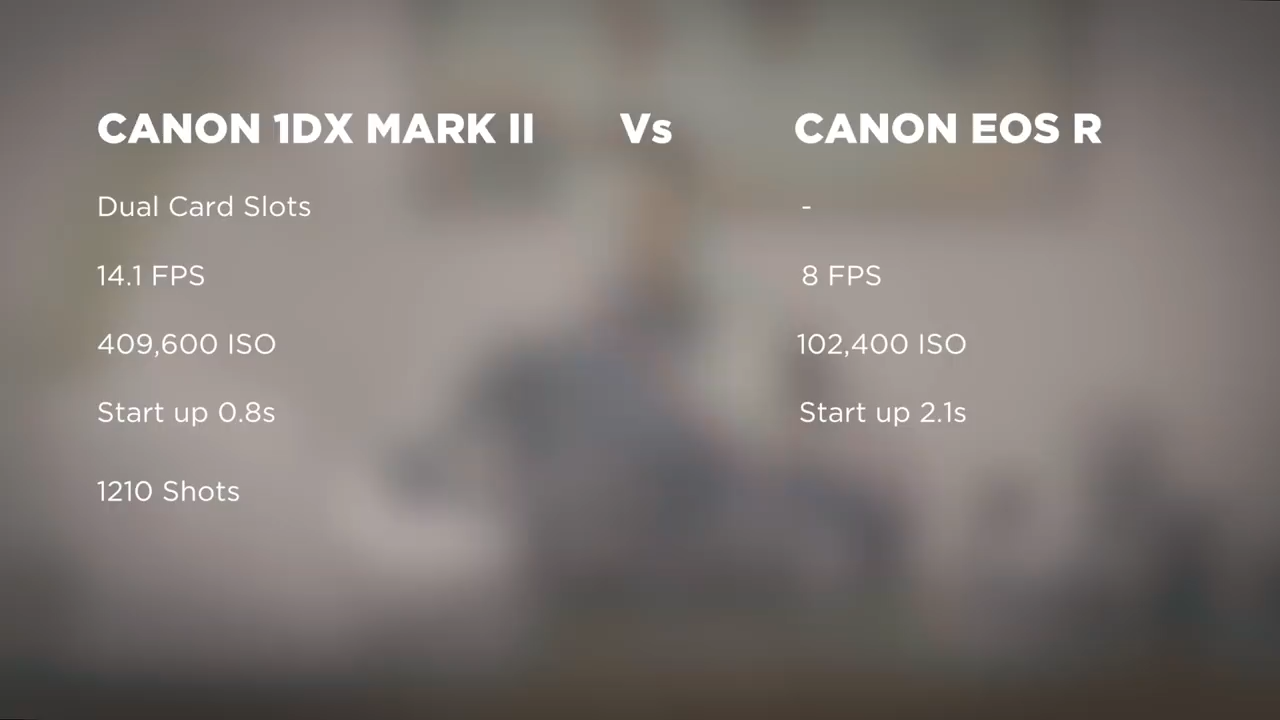 CANON 1DX MARK II Vs CANON EOS R
Dual Card Slots -
14.1 FPS 8 FPS
409,600 ISO 102,400 ISO
Start up 0.8s Start up 2.1s
1210 Shots